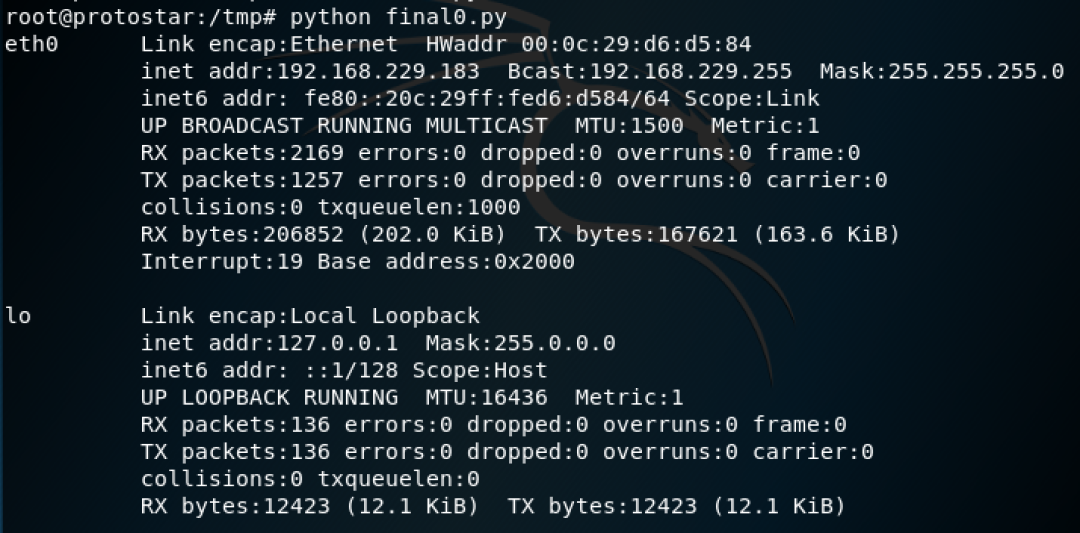 root@protostar:/tmp# python final0.py
eth0      Link encap:Ethernet  HWaddr 00:0c:29:d6:d5:84
          inet addr:192.168.229.183  Bcast:192.168.229.255  Mask:255.255.255.0
          inet6 addr: fe80::20c:29ff:fed6:d584/64 Scope:Link
          UP BROADCAST RUNNING MULTICAST  MTU:1500  Metric:1
          RX packets:2169 errors:0 dropped:0 overruns:0 frame:0
          TX packets:1257 errors:0 dropped:0 overruns:0 carrier:0
          collisions:0 txqueuelen:1000
          RX bytes:206852 (202.0 KiB)  TX bytes:167621 (163.6 KiB)
          Interrupt:19 Base address:0x2000

lo        Link encap:Local Loopback
          inet addr:127.0.0.1  Mask:255.0.0.0
          inet6 addr: ::1/128 Scope:Host
          UP LOOPBACK RUNNING  MTU:16436  Metric:1
          RX packets:136 errors:0 dropped:0 overruns:0 frame:0
          TX packets:136 errors:0 dropped:0 overruns:0 carrier:0
          collisions:0 txqueuelen:0
          RX bytes:12423 (12.1 KiB)  TX bytes:12423 (12.1 KiB)